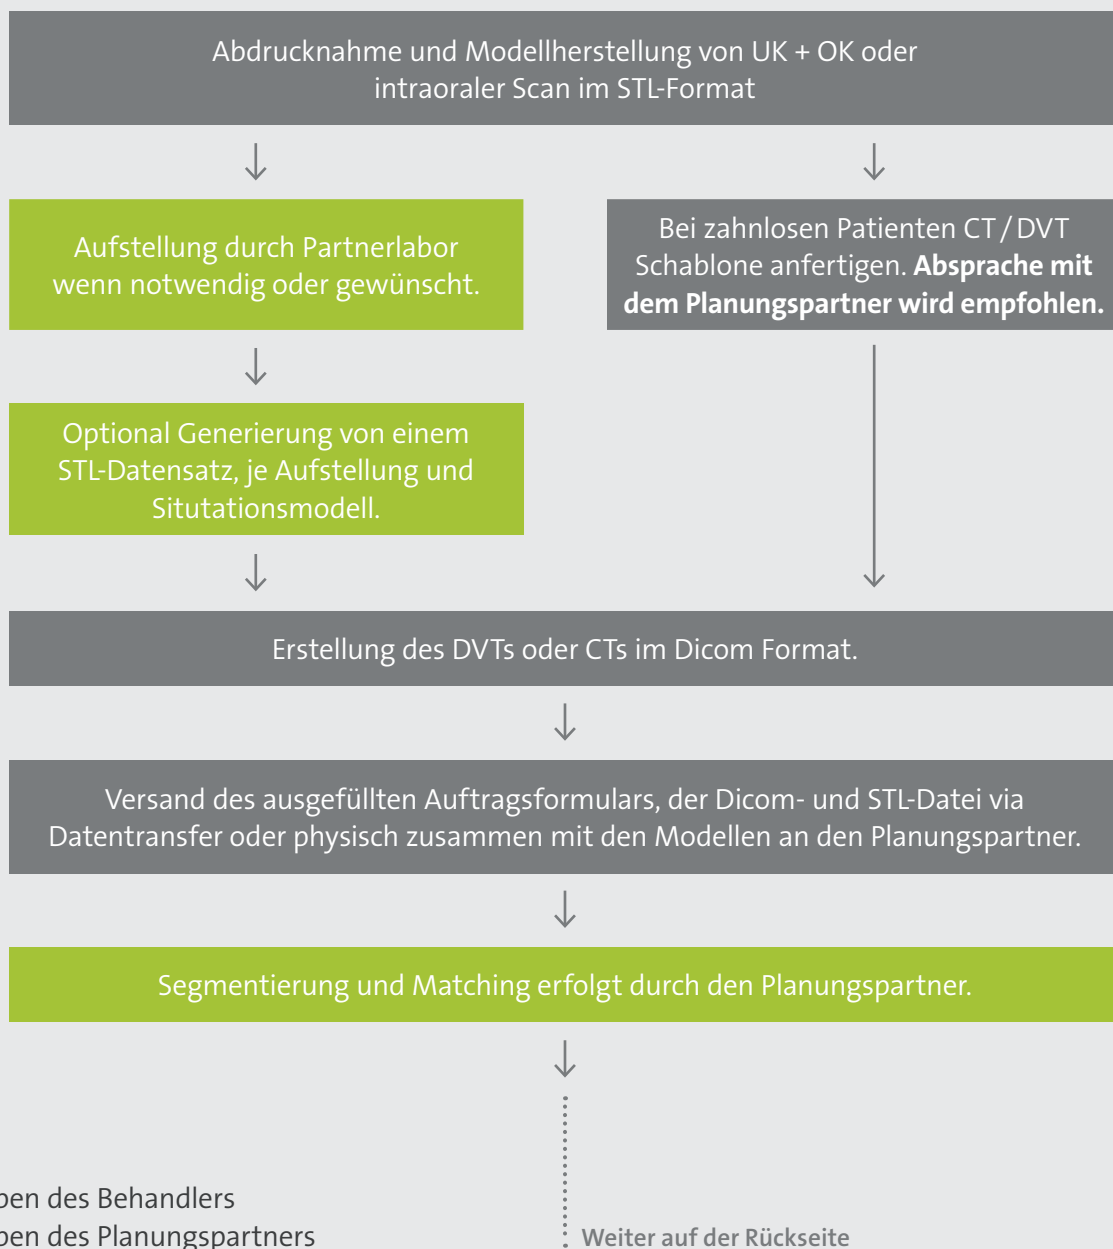 Abdrucknahme und Modellherstellung von UK + OK oder
intraoraler Scan im STL-Format
Aufstellung durch Partnerlabor
wenn notwendig oder gewünscht.
Bei zahnlosen Patienten CT / DVT
Schablone anfertigen. Absprache mit
dem Planungspartner wird empfohlen.
Optional Generierung von einem
STL-Datensatz, je Aufstellung und
Situtationsmodell.
Erstellung des DVTs oder CTs im Dicom Format.
Versand des ausgefüllten Auftragsformulars, der Dicom- und STL-Datei via
Datentransfer oder physisch zusammen mit den Modellen an den Planungspartner.
Segmentierung und Matching erfolgt durch den Planungspartner.
ben des Behandlers
ben des Planungspartners
Weiter auf der Rückseite